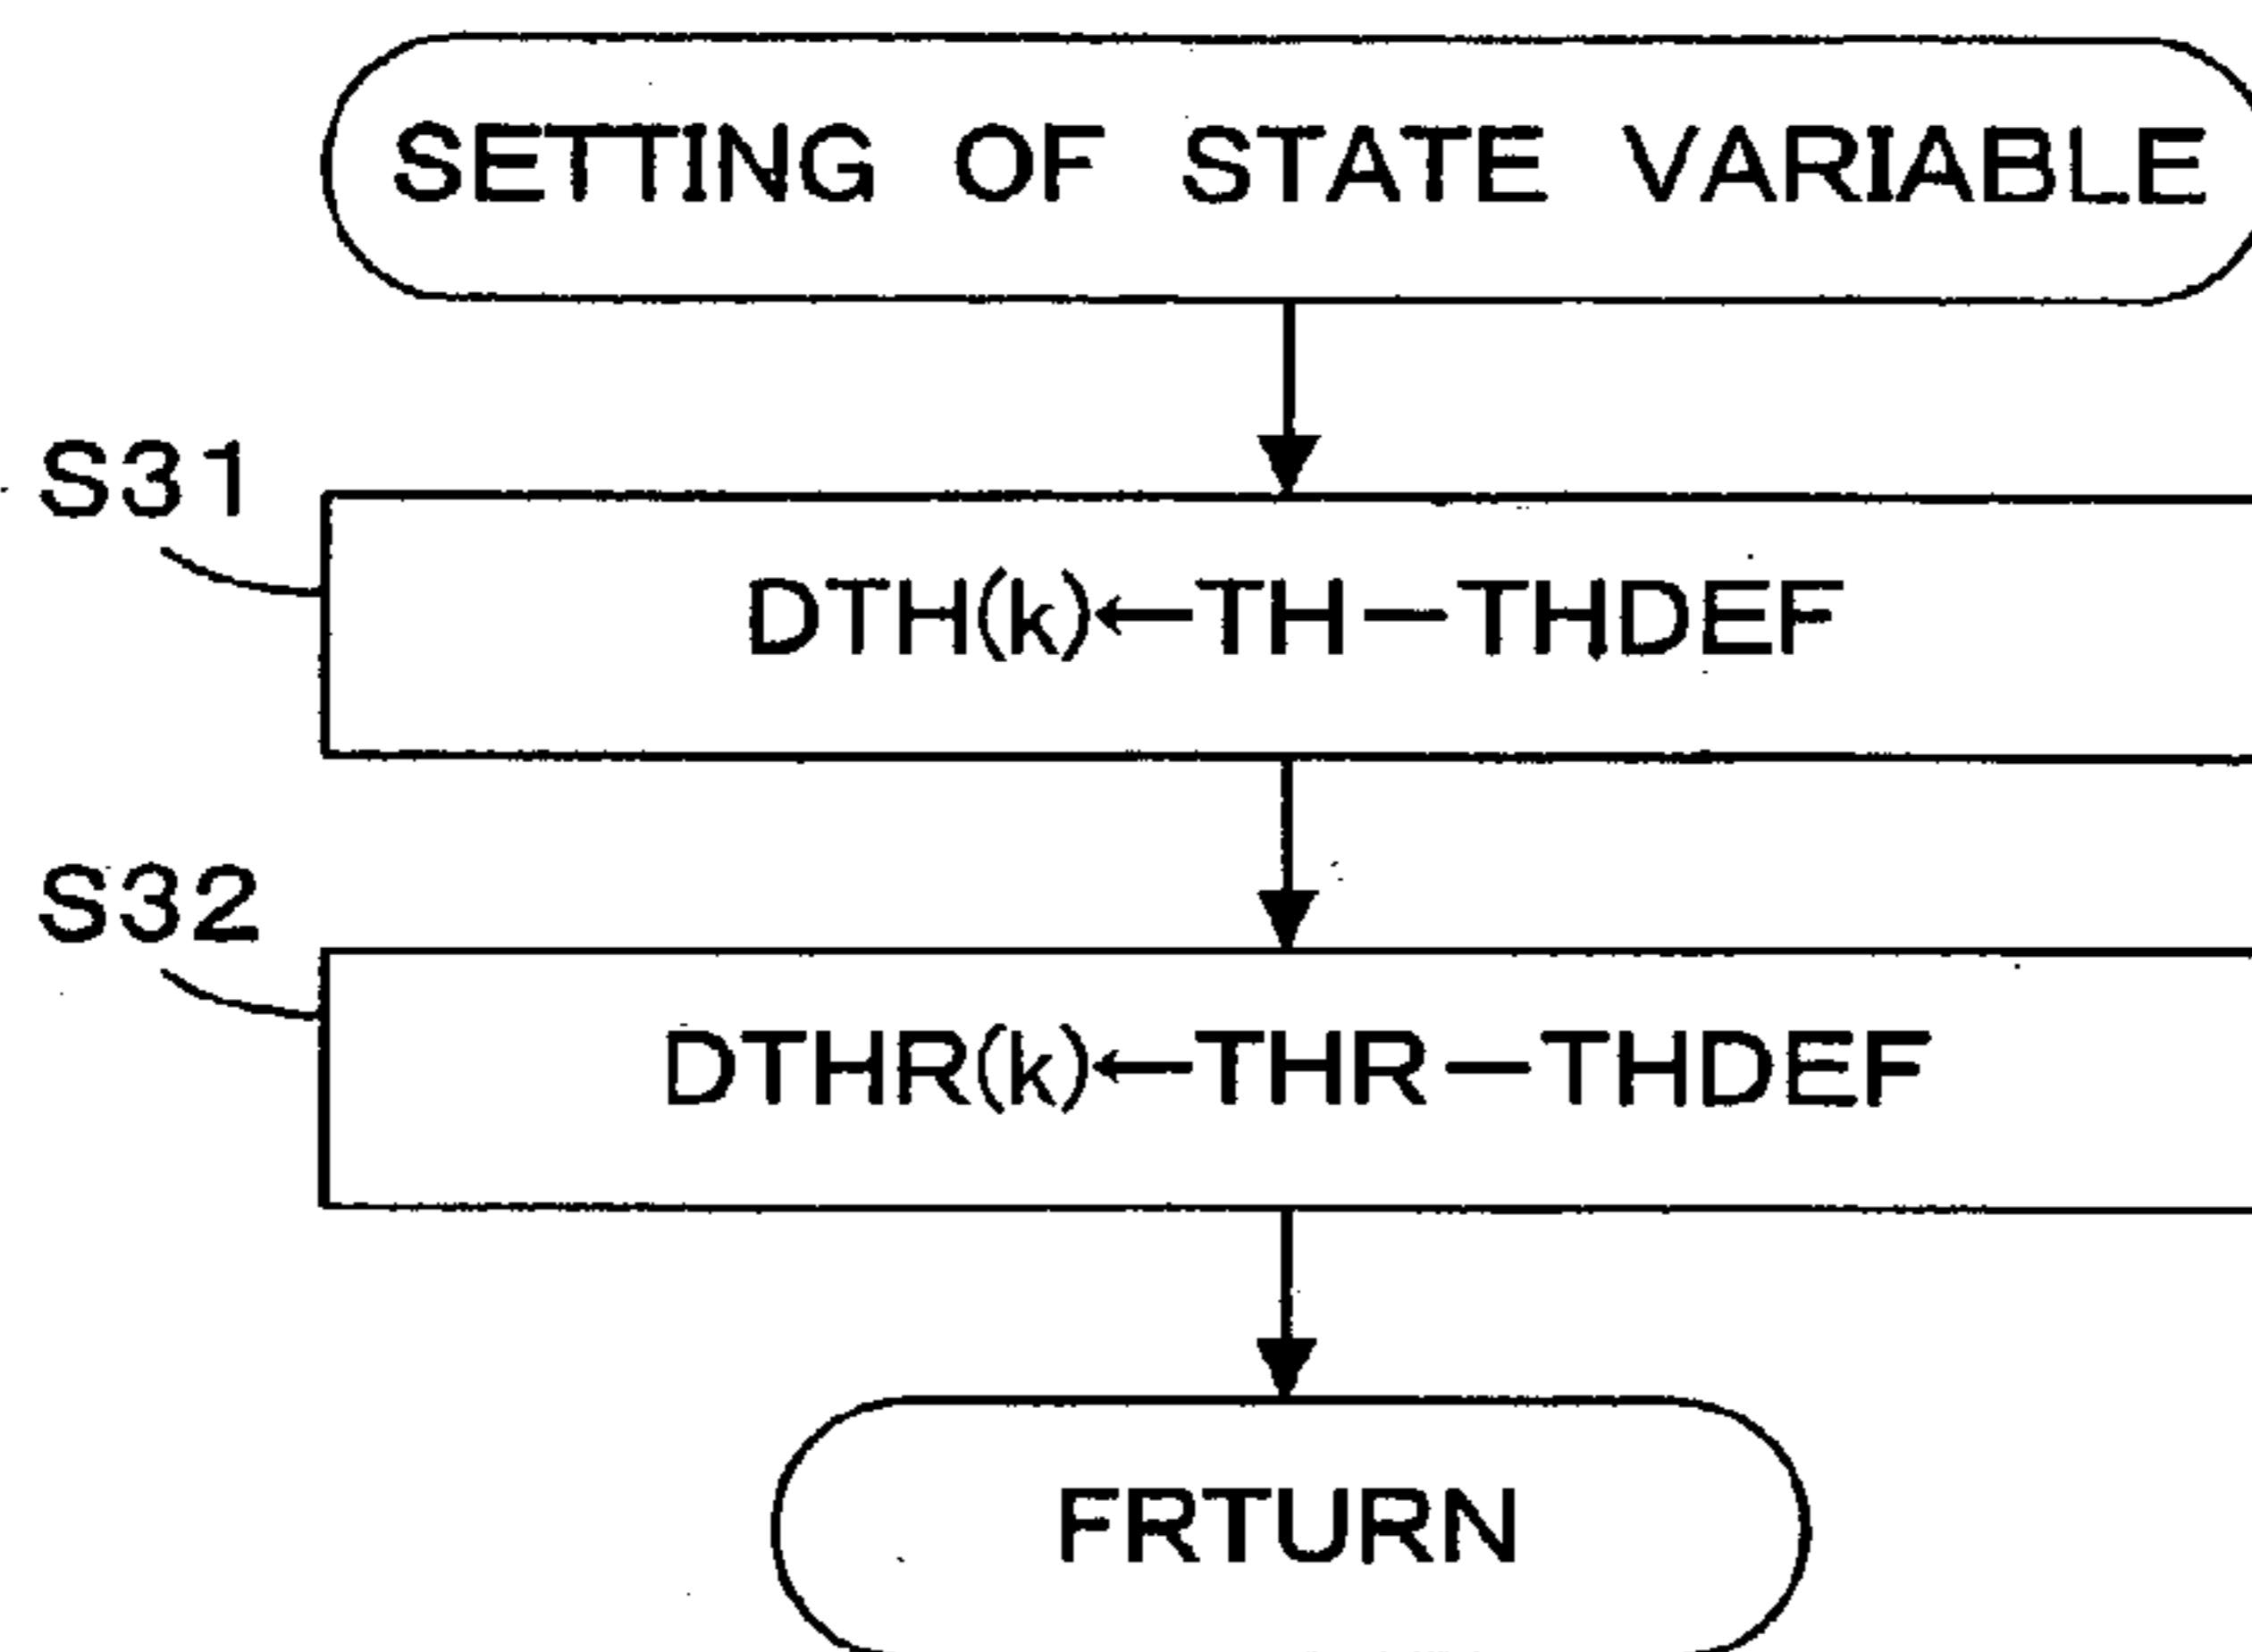 SETTING OF STATE VARIABLE
S31
DTH(k)←TH−THDEF
S32
DTHR(k)←THR−THDEF
FRTURN